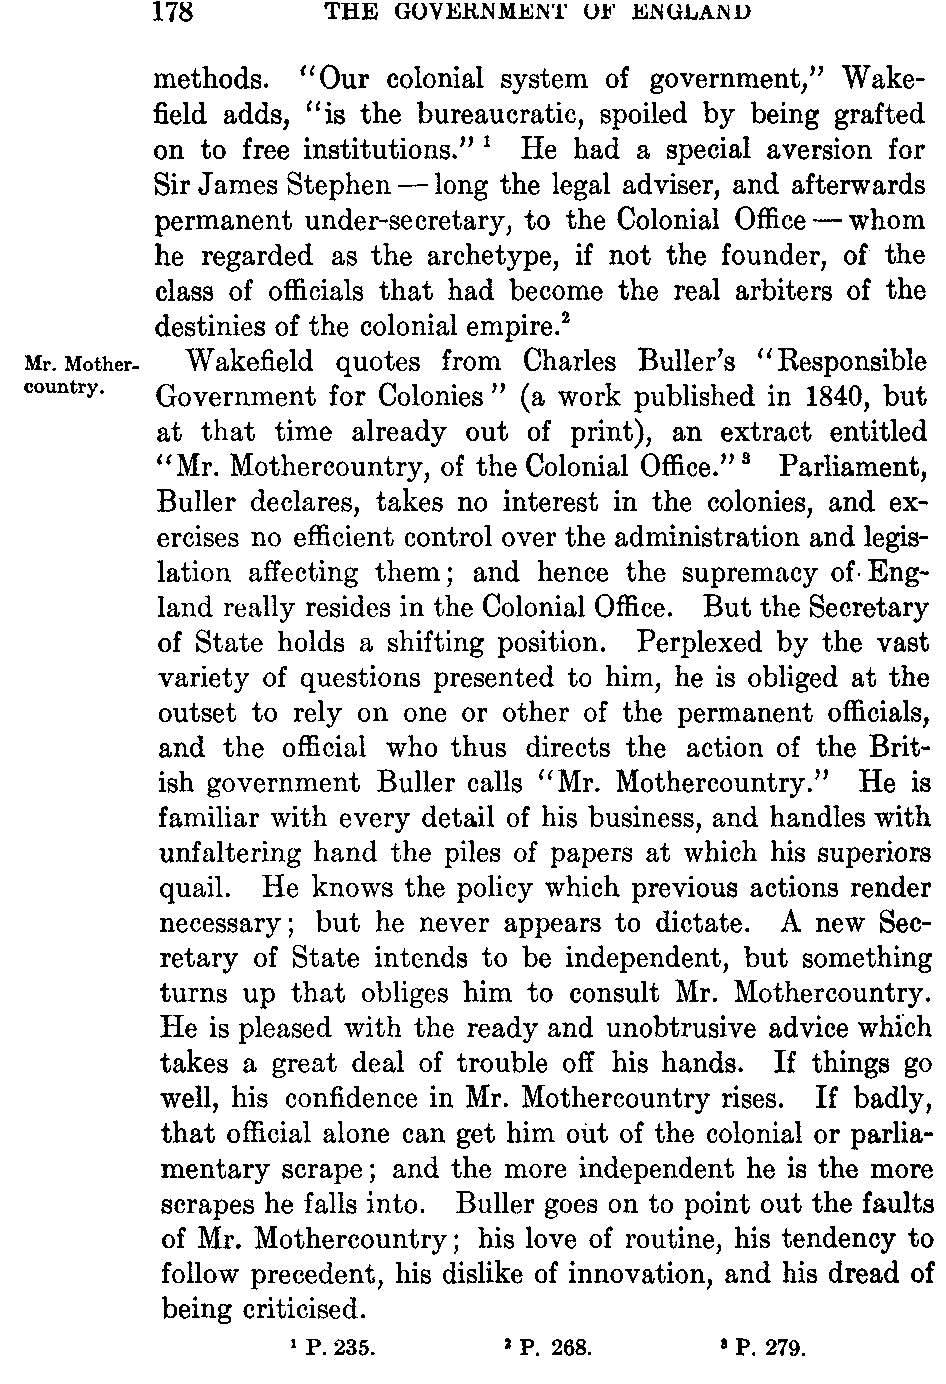 178 THE GOVERNMENT OF ENGLAND
methods. “Our colonial system of government,” Wake-
field adds, “is the bureaucratic, spoiled by being grafted
on to free institutions.” ¹ He had a special aversion for
Sir James Stephen — long the legal adviser, and afterwards
permanent under-secretary, to the Colonial Office — whom
he regarded as the archetype, if not the founder, of the
class of officials that had become the real arbiters of the
destinies of the colonial empire.²
Mr. Mother-
country.
Wakefield quotes from Charles Buller’s “Responsible
Government for Colonies” (a work published in 1840, but
at that time already out of print), an extract entitled
“Mr. Mothercountry, of the Colonial Office.” ³ Parliament,
Buller declares, takes no interest in the colonies, and ex-
ercises no efficient control over the administration and legis-
lation affecting them; and hence the supremacy of Eng-
land really resides in the Colonial Office. But the Secretary
of State holds a shifting position. Perplexed by the vast
variety of questions presented to him, he is obliged at the
outset to rely on one or other of the permanent officials,
and the official who thus directs the action of the Brit-
ish government Buller calls “Mr. Mothercountry.” He is
familiar with every detail of his business, and handles with
unfaltering hand the piles of papers at which his superiors
quail. He knows the policy which previous actions render
necessary; but he never appears to dictate. A new Sec-
retary of State intends to be independent, but something
turns up that obliges him to consult Mr. Mothercountry.
He is pleased with the ready and unobtrusive advice which
takes a great deal of trouble off his hands. If things go
well, his confidence in Mr. Mothercountry rises. If badly,
that official alone can get him out of the colonial or parlia-
mentary scrape; and the more independent he is the more
scrapes he falls into. Buller goes on to point out the faults
of Mr. Mothercountry; his love of routine, his tendency to
follow precedent, his dislike of innovation, and his dread of
being criticised.
¹ P. 235. ² P. 268. ³ P. 279.